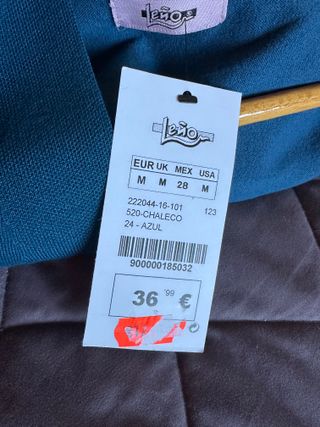 Leño
Leño
EUR UK MEX USA
M M 28 M
222044-16-101 123
520-CHALECO
24 - AZUL
900000185032
36 '99 €